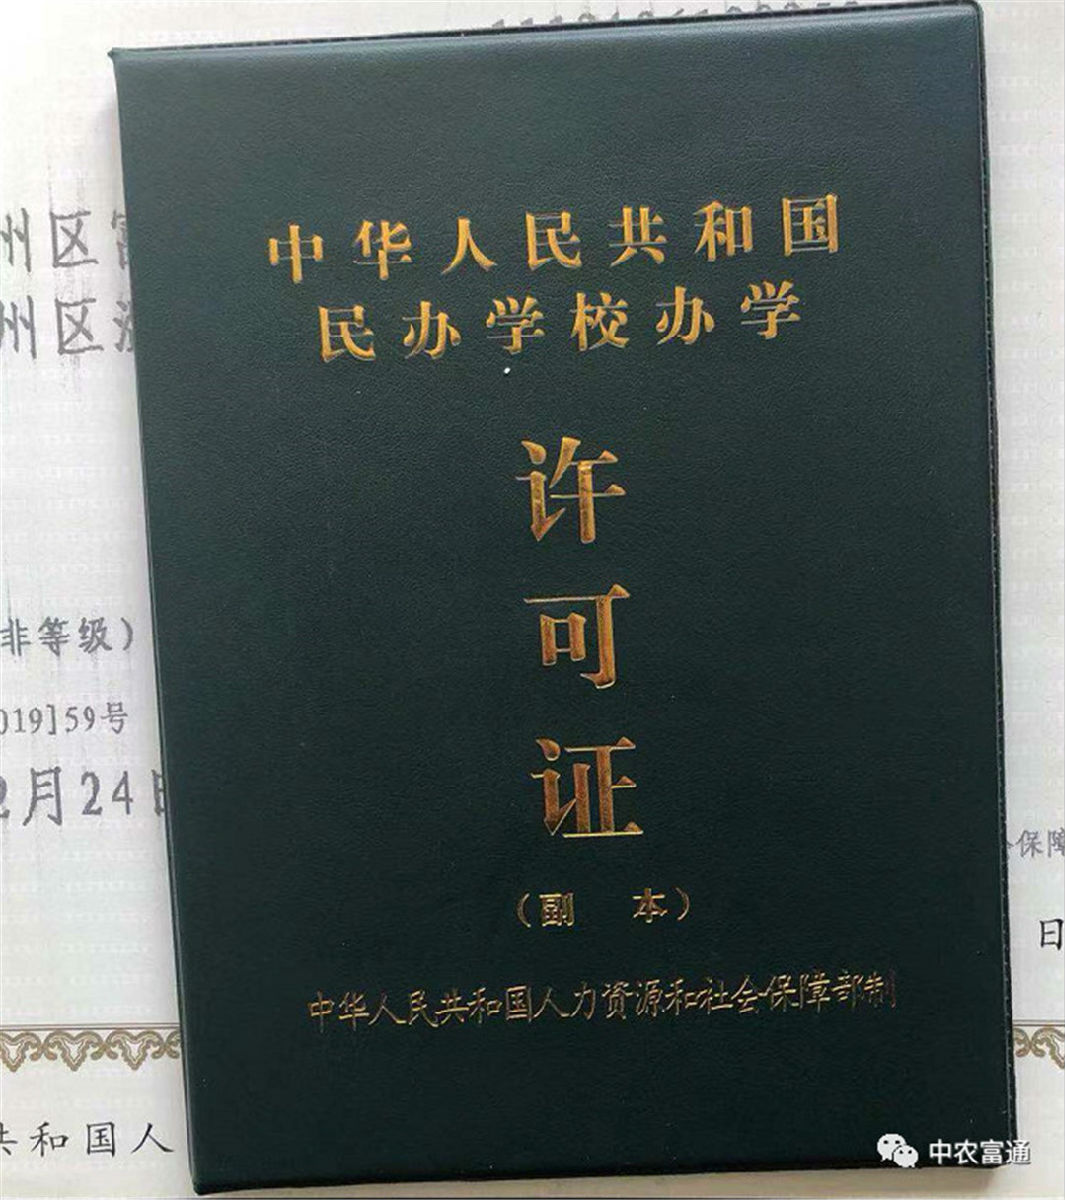 州区
州区
非等级）
019]59号
2月24日
中华人民共和国
民办学校办学
许
可
证
（副 本）
中华人民共和国人力资源和社会保障部制
保障
日
共和国人
中农富通